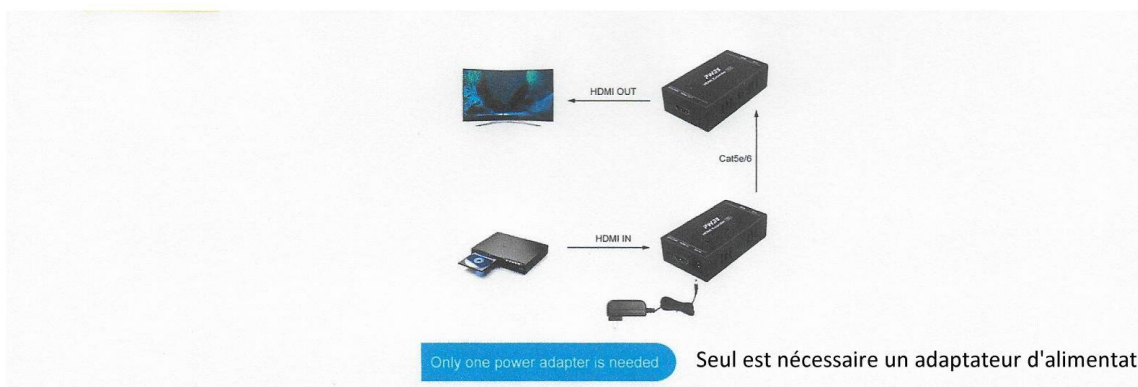 HDMI OUT
Cat5e/6
HDMI IN
Only one power adapter is needed
Seul est nécessaire un adaptateur d'alimentat